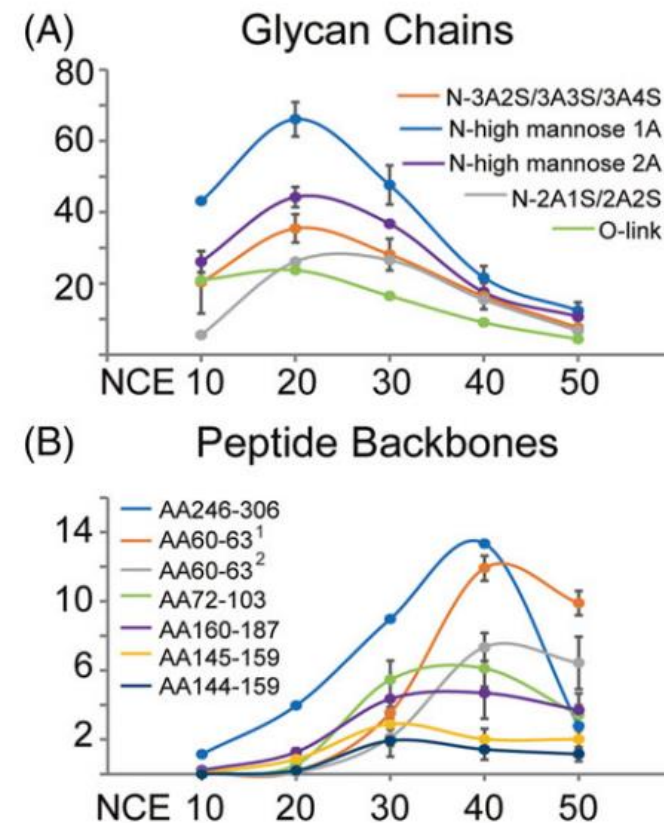 (A) Glycan Chains
80
60
40
20
N-3A2S/3A3S/3A4S
N-high mannose 1A
N-high mannose 2A
N-2A1S/2A2S
O-link
NCE 10 20 30 40 50
(B) Peptide Backbones
14
10
6
2
AA246-306
AA60-63¹
AA60-63²
AA72-103
AA160-187
AA145-159
AA144-159
NCE 10 20 30 40 50